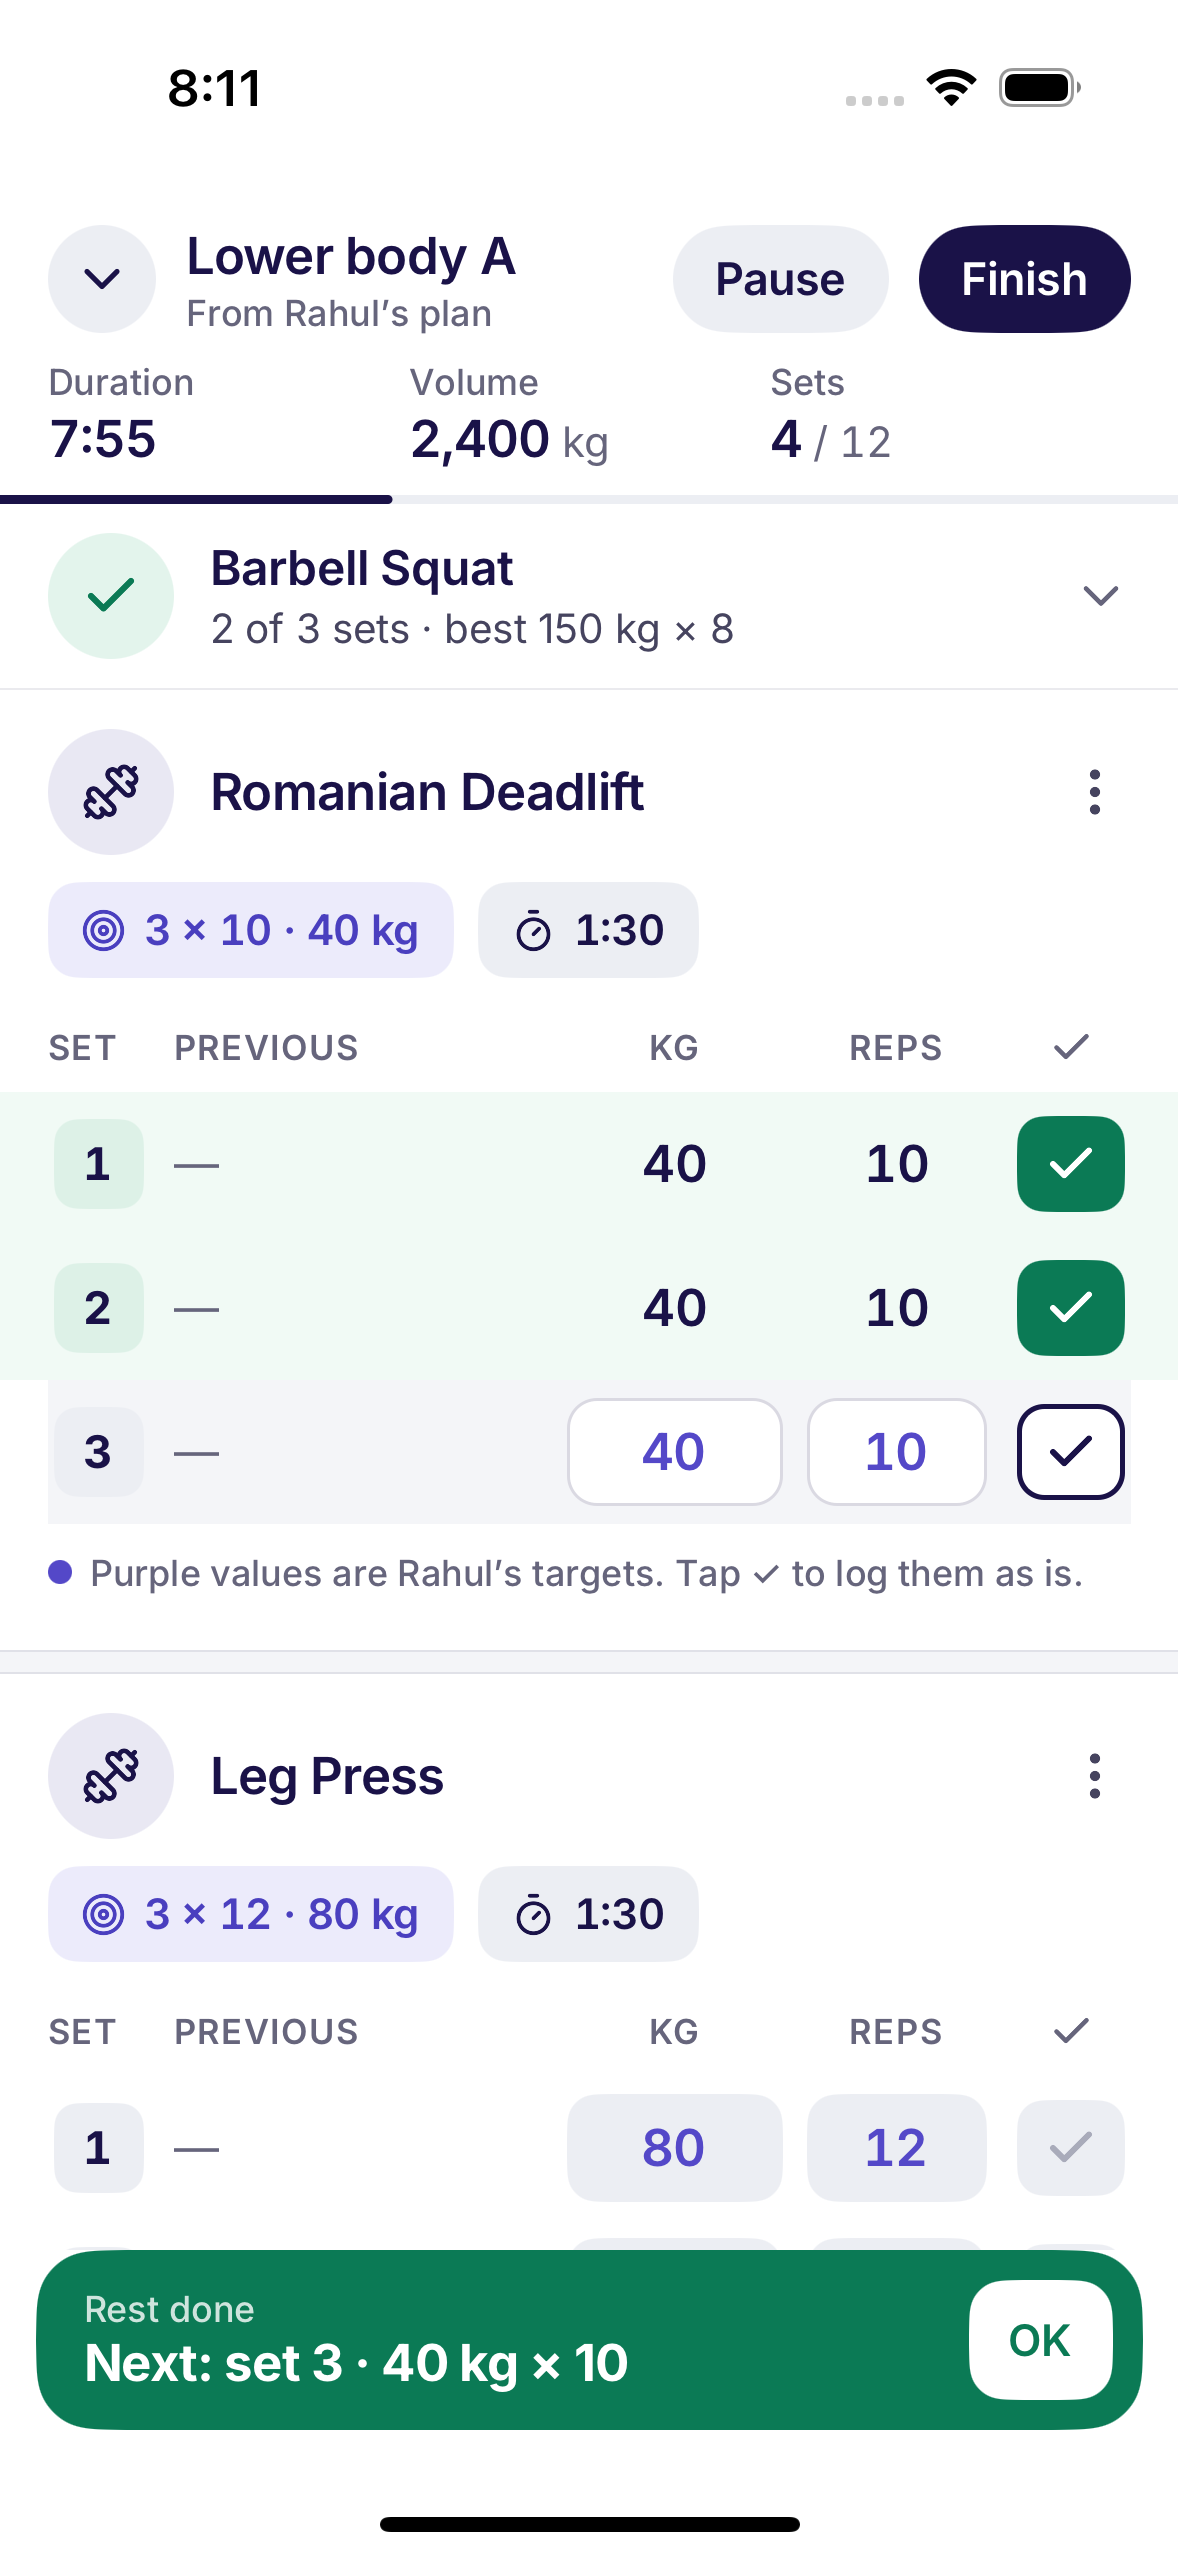 8:11
Lower body A
From Rahul’s plan
Pause
Finish
Duration
7:55
Volume
2,400 kg
Sets
4 / 12
Barbell Squat
2 of 3 sets · best 150 kg × 8
Romanian Deadlift
3 × 10 · 40 kg
1:30
SET PREVIOUS KG REPS ✓
1 — 40 10 ✓
2 — 40 10 ✓
3 — 40 10 ✓
Purple values are Rahul’s targets. Tap ✓ to log them as is.
Leg Press
3 × 12 · 80 kg
1:30
SET PREVIOUS KG REPS ✓
1 — 80 12 ✓
Rest done
Next: set 3 · 40 kg × 10
OK